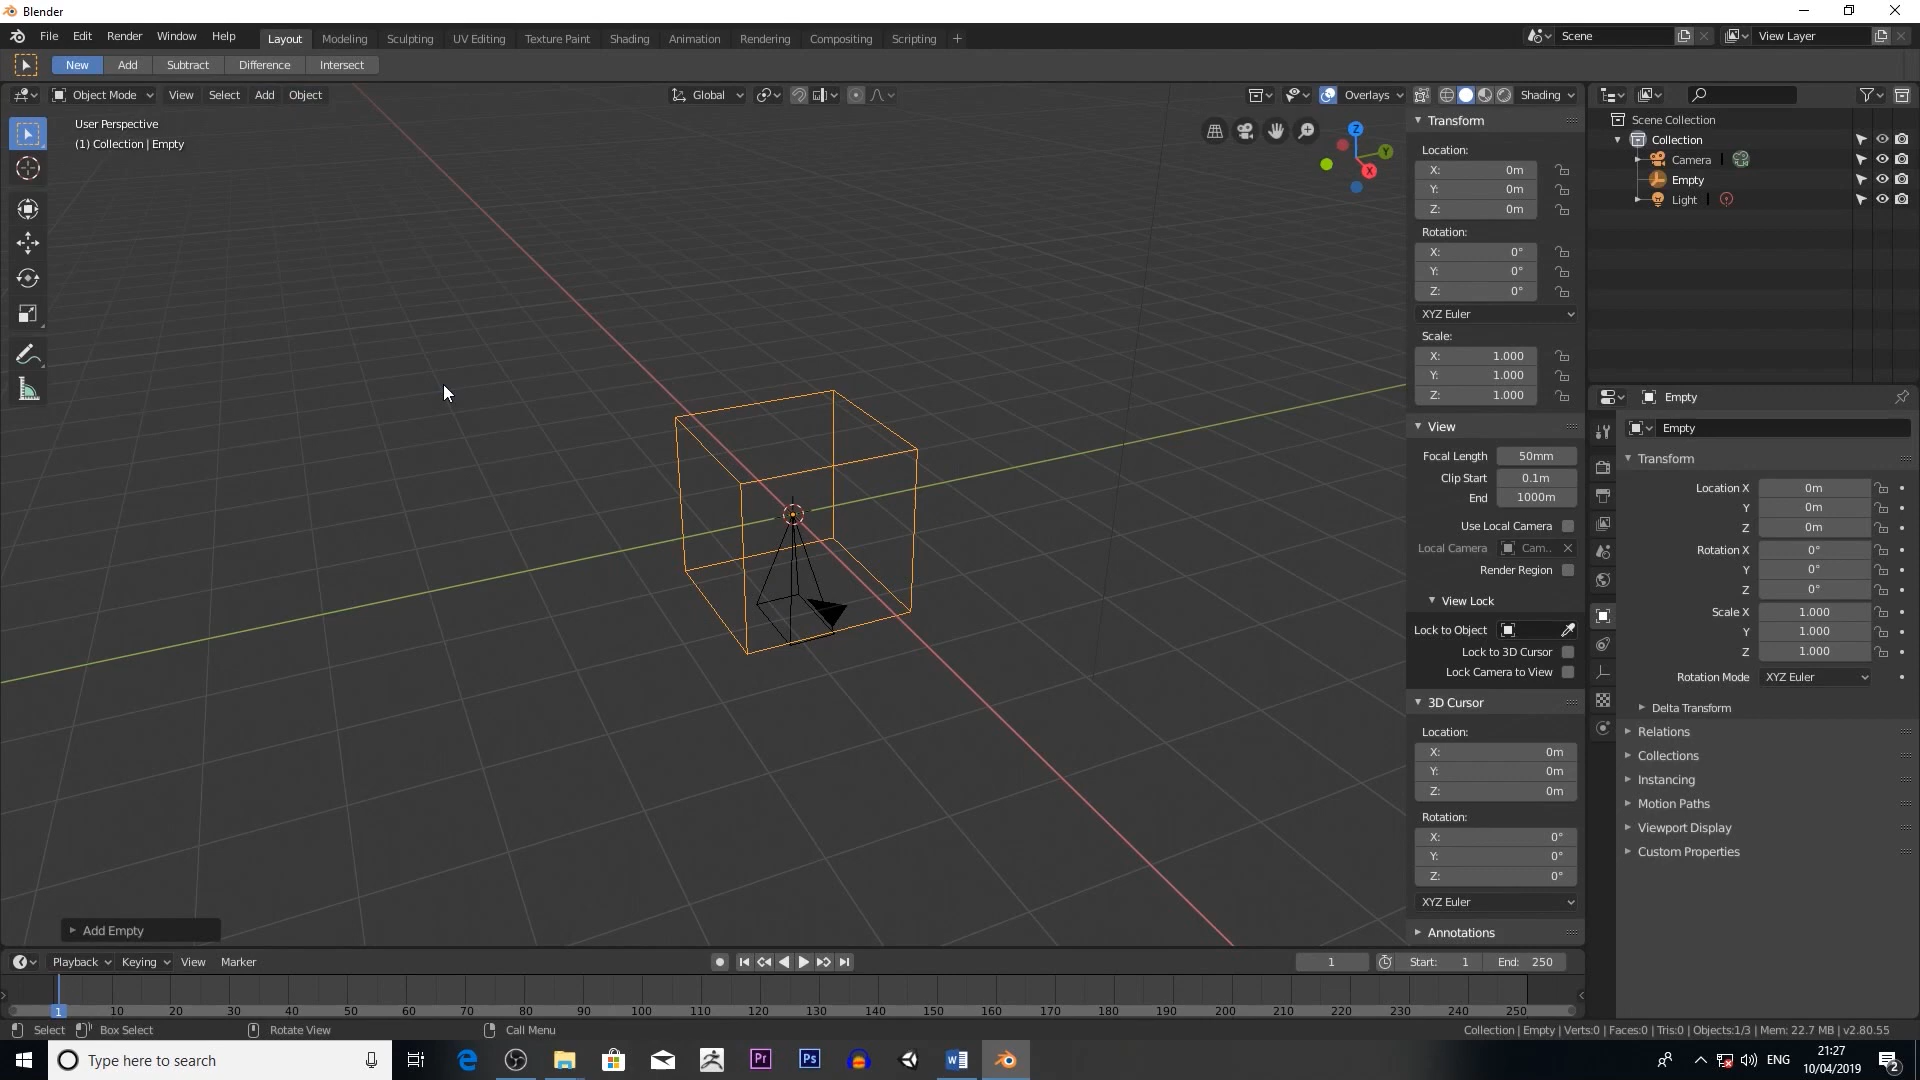 Blender
File Edit Render Window Help Layout Modeling Sculpting UV Editing Texture Paint Shading Animation Rendering Compositing Scripting + Scene View Layer
New Add Subtract Difference Intersect
Object Mode View Select Add Object Global Overlays Shading
User Perspective
(1) Collection | Empty
Z
Y
X
Transform
Location:
X: 0m
Y: 0m
Z: 0m
Rotation:
X: 0°
Y: 0°
Z: 0°
XYZ Euler
Scale:
X: 1.000
Y: 1.000
Z: 1.000
View
Focal Length 50mm
Clip Start 0.1m
End 1000m
Use Local Camera
Local Camera Cam..
Render Region
View Lock
Lock to Object
Lock to 3D Cursor
Lock Camera to View
3D Cursor
Location:
X: 0m
Y: 0m
Z: 0m
Rotation:
X: 0°
Y: 0°
Z: 0°
XYZ Euler
Annotations
Scene Collection
Collection
Camera
Empty
Light
Empty
Empty
Transform
Location X 0m
Y 0m
Z 0m
Rotation X 0°
Y 0°
Z 0°
Scale X 1.000
Y 1.000
Z 1.000
Rotation Mode XYZ Euler
Delta Transform
Relations
Collections
Instancing
Motion Paths
Viewport Display
Custom Properties
Add Empty
Playback Keying View Marker 1 Start: 1 End: 250
1 10 20 30 40 50 60 70 80 90 100 110 120 130 140 150 160 170 180 190 200 210 220 230 240 250
Select Box Select Rotate View Call Menu Collection | Empty | Verts:0 | Faces:0 | Tris:0 | Objects:1/3 | Mem: 22.7 MB | v2.80.55
Type here to search Pr Ps ENG 21:27
10/04/2019 2